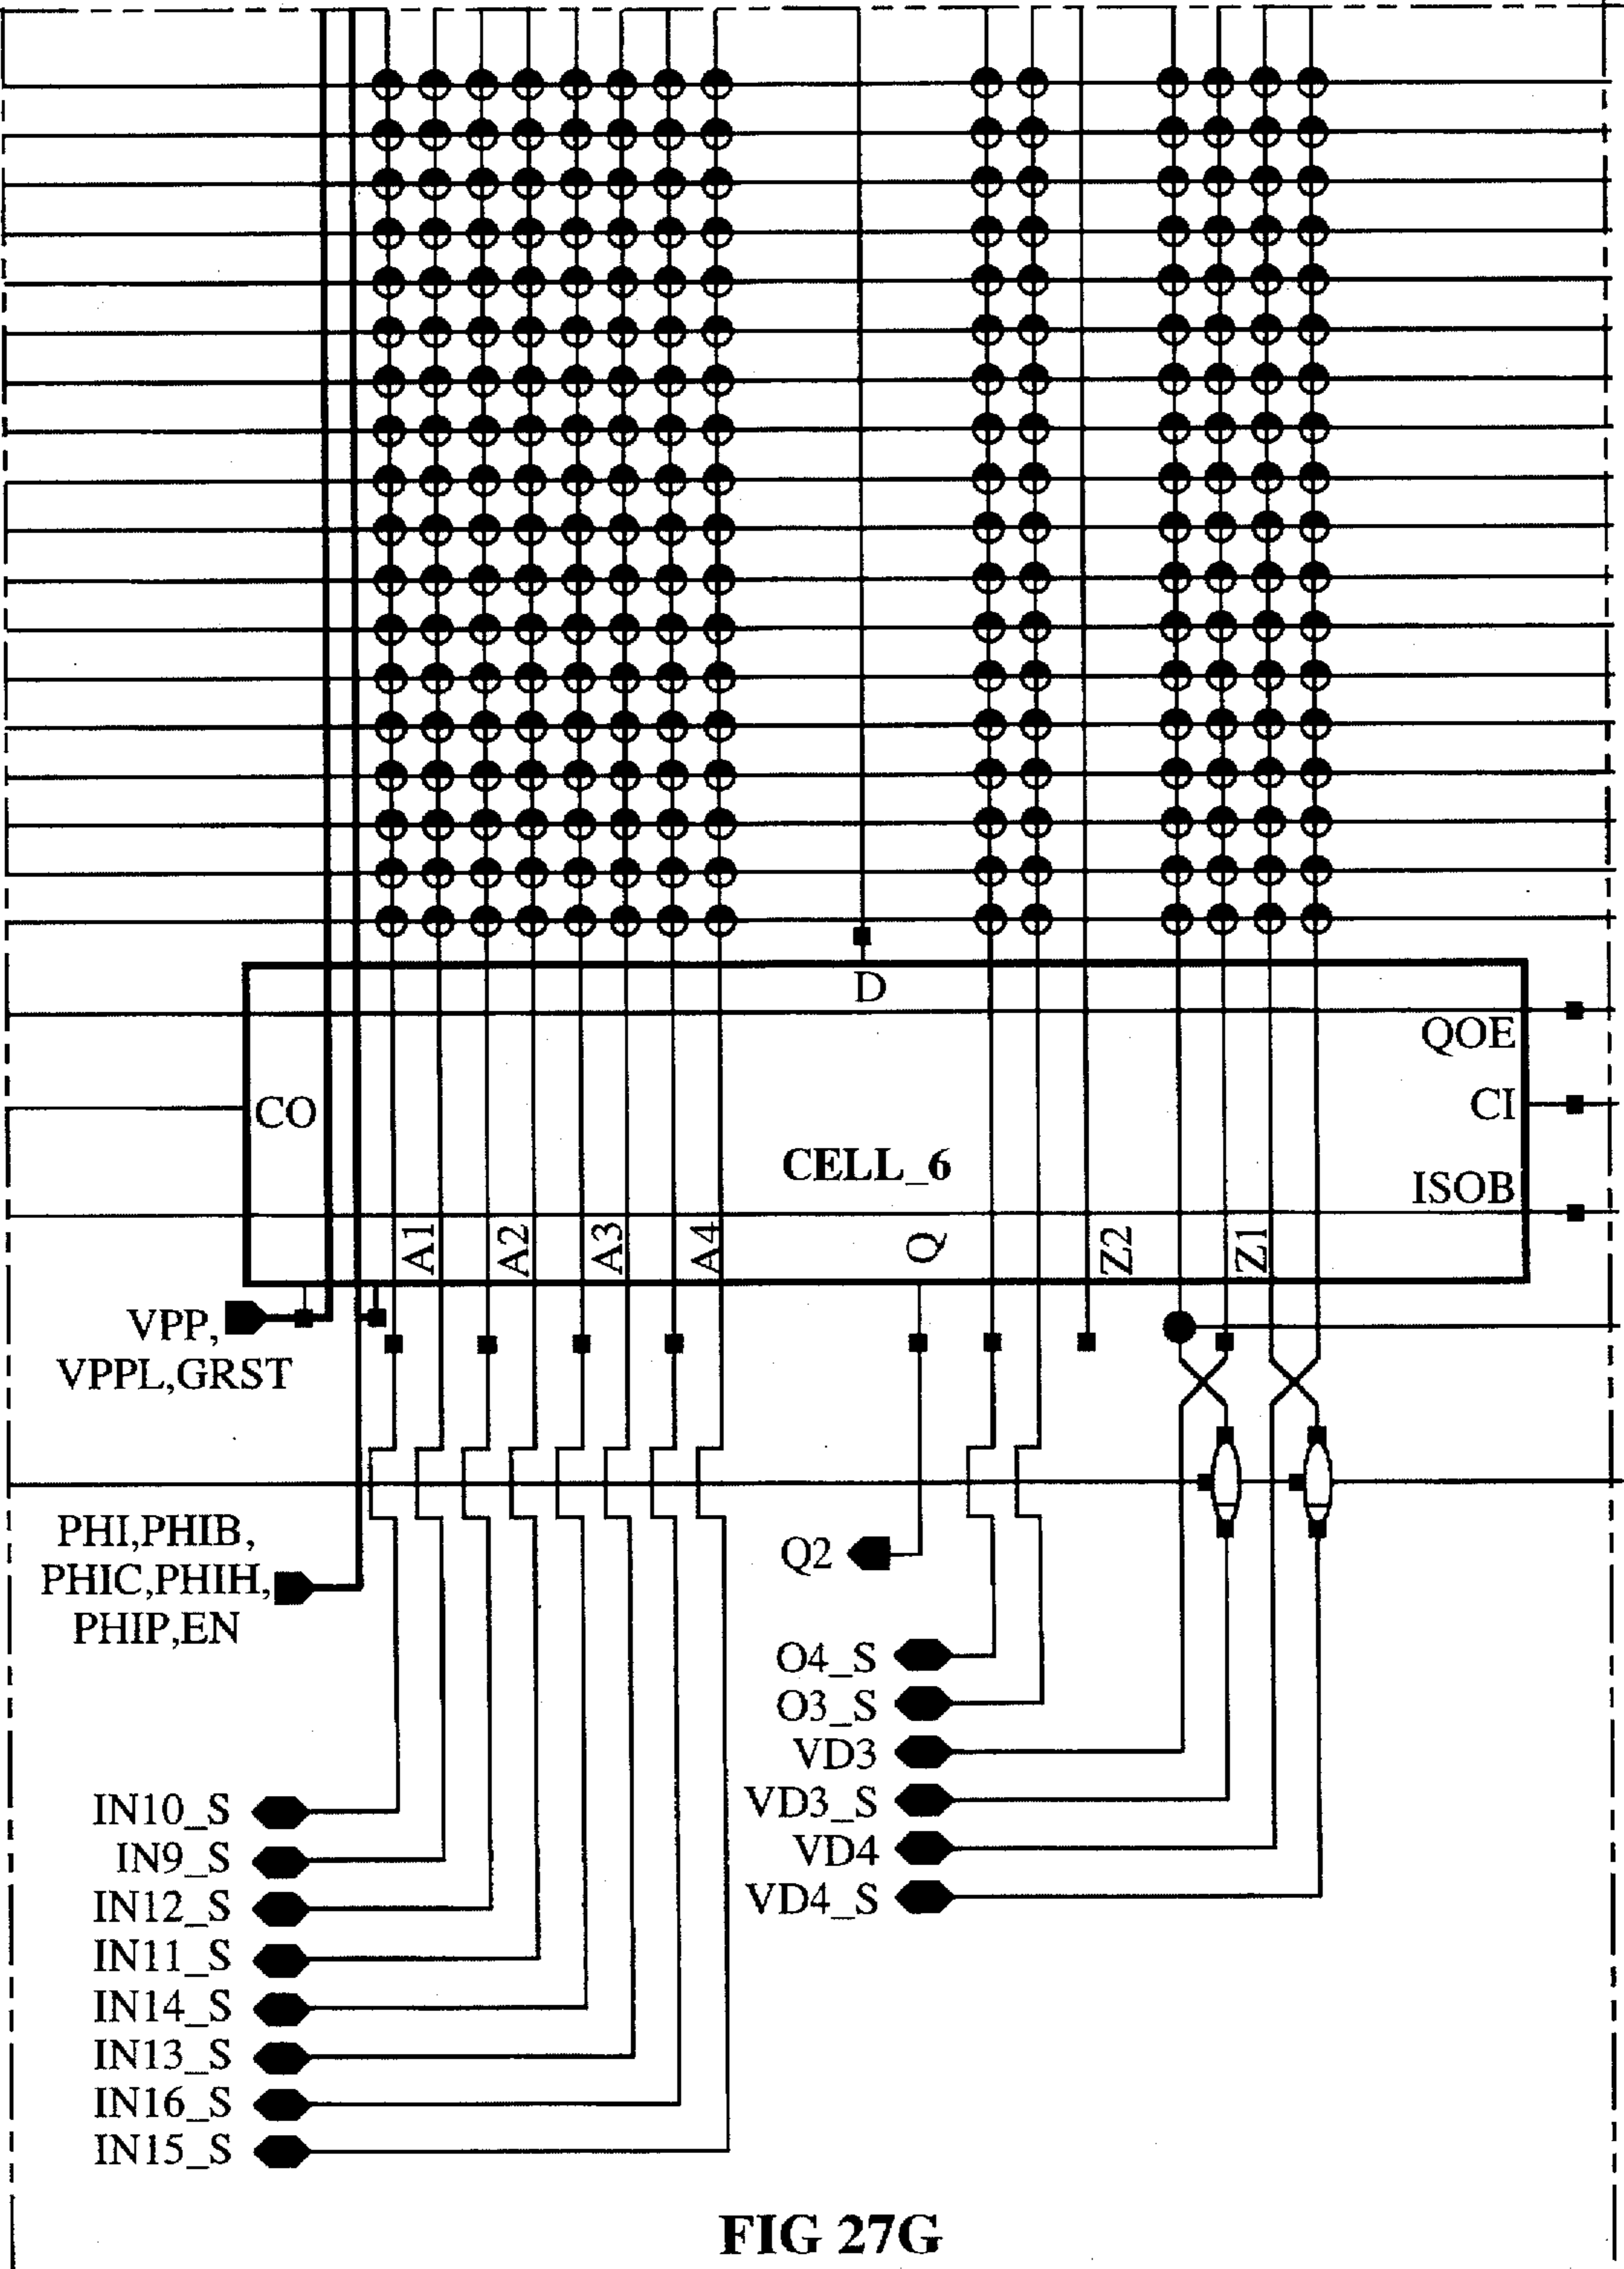 D
QOE
CO
CI
CELL_6
ISOB
A1
A2
A3
A4
Q
Z2
Z1
VPP,
VPPL,GRST
PHI,PHIB,
PHIC,PHIH,
PHIP,EN
Q2
O4_S
O3_S
VD3
VD3_S
VD4
VD4_S
IN10_S
IN9_S
IN12_S
IN11_S
IN14_S
IN13_S
IN16_S
IN15_S
FIG 27G